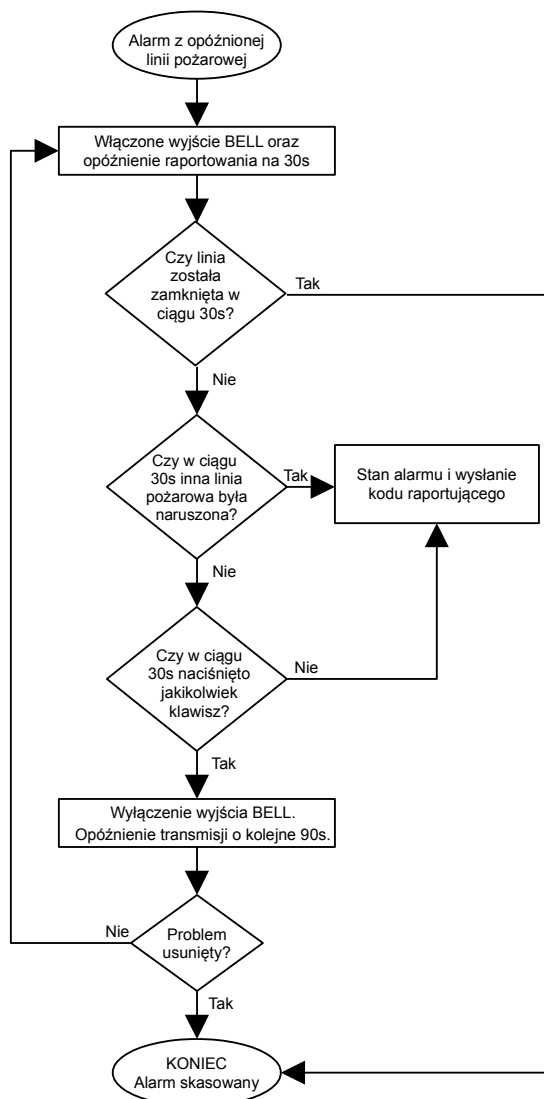 Alarm z opóźnionej
linii pożarowej
Włączone wyjście BELL oraz
opóźnienie raportowania na 30s
Czy linia
została
zamknięta w
ciągu 30s?
Tak
Nie
Czy w ciągu
30s inna linia
pożarowa była
naruszona?
Tak
Stan alarmu i wysłanie
kodu raportującego
Nie
Czy w ciągu
30s naciśnięto
jakikolwiek
klawisz?
Nie
Tak
Wyłączenie wyjścia BELL.
Opóźnienie transmisji o kolejne 90s.
Nie
Problem
usunięty?
Tak
KONIEC
Alarm skasowany